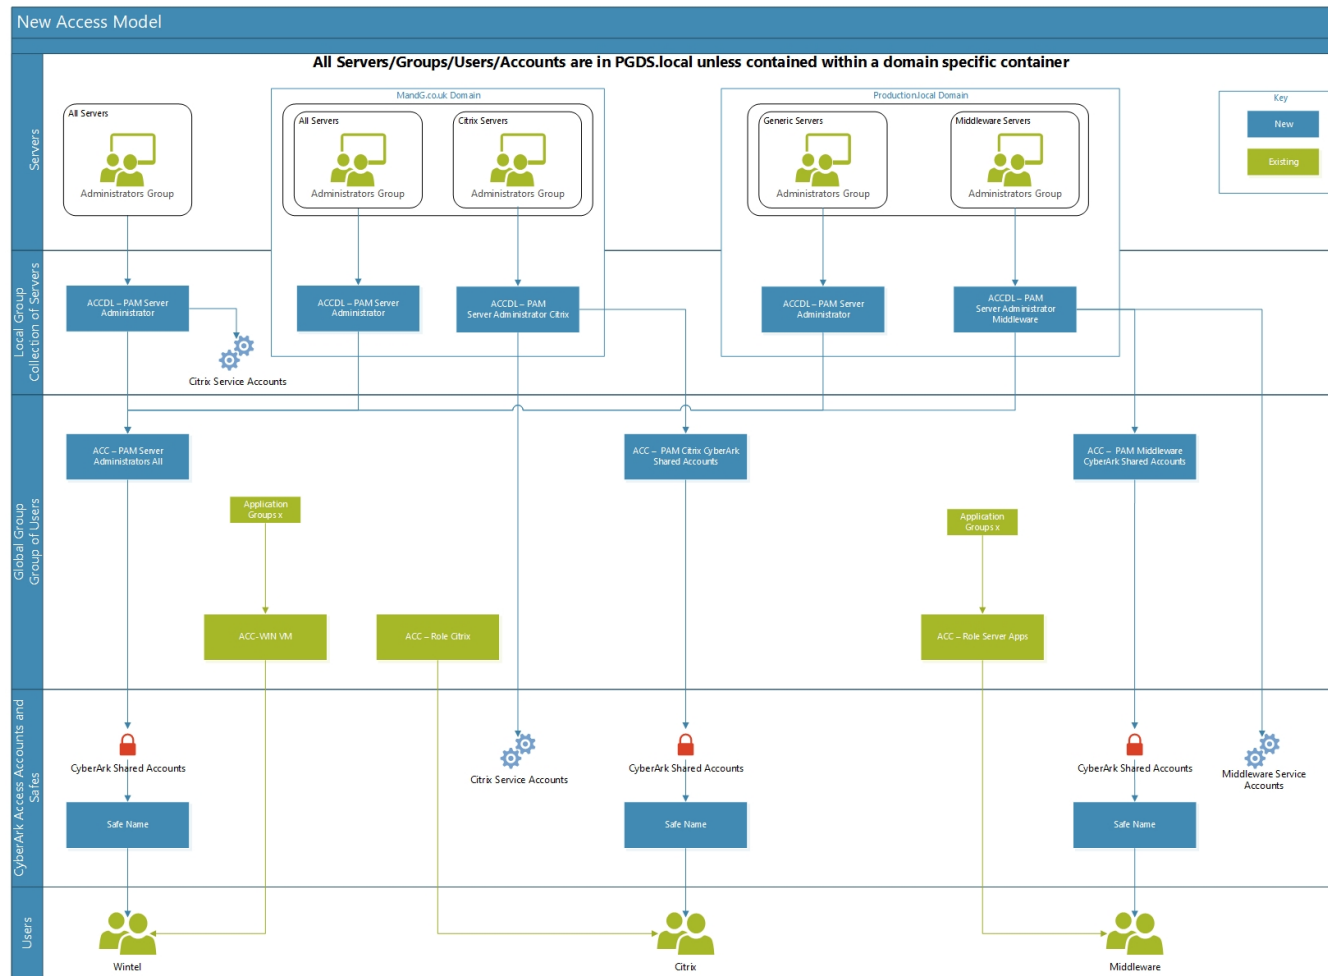 New Access Model
All Servers/Groups/Users/Accounts are in PGDS.local unless contained within a domain specific container
Servers
All Servers
Administrators Group
MandG.co.uk Domain
All Servers
Administrators Group
Citrix Servers
Administrators Group
Production.local Domain
Generic Servers
Administrators Group
Middleware Servers
Administrators Group
Key
New
Existing
Local Group
Collection of Servers
ACCDL – PAM Server
Administrator
Citrix Service Accounts
ACCDL – PAM Server
Administrator
ACCDL – PAM
Server Administrator Citrix
ACCDL – PAM Server
Administrator
ACCDL – PAM
Server Administrator
Middleware
Global Group
Group of Users
ACC – PAM Server
Administrators All
ACC – PAM Citrix CyberArk
Shared Accounts
ACC – PAM Middleware
CyberArk Shared Accounts
Application
Groups x
Application
Groups x
ACC-WIN VM
ACC – Role Citrix
ACC – Role Server Apps
CyberArk Access Accounts and
Safes
CyberArk Shared Accounts
Citrix Service Accounts
CyberArk Shared Accounts
CyberArk Shared Accounts
Middleware Service
Accounts
Safe Name
Safe Name
Safe Name
Users
Wintel
Citrix
Middleware